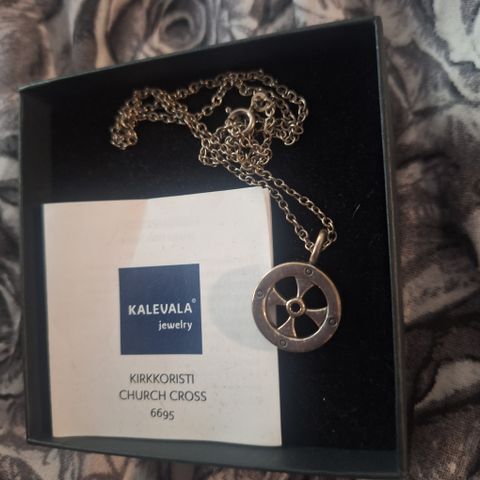 KALEVALA®
jewelry
KIRKKORISTI
CHURCH CROSS
6695